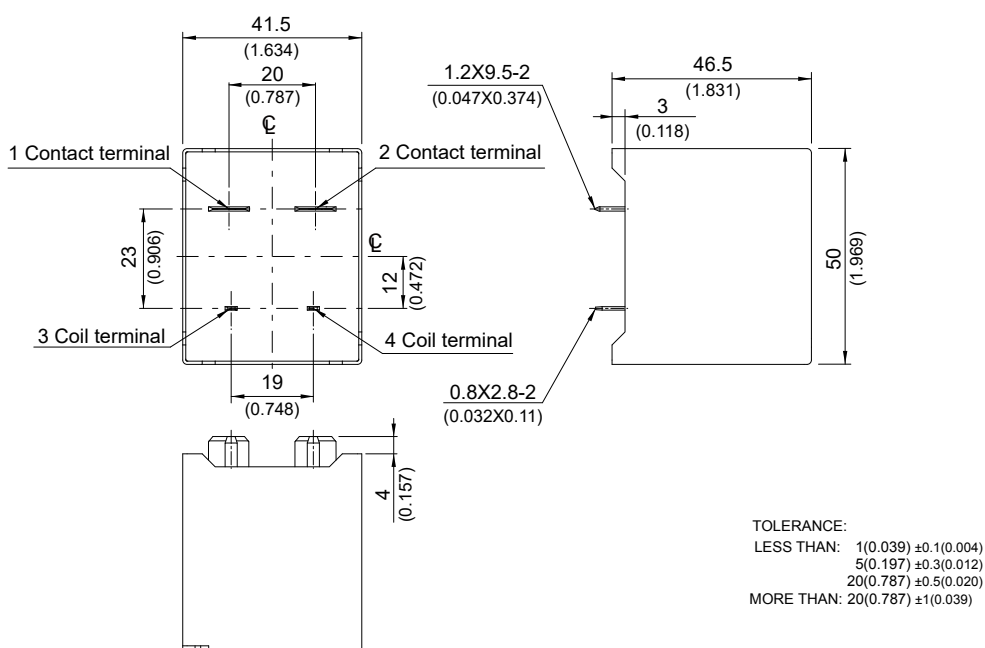 41.5
(1.634)
20
(0.787)
℄
1 Contact terminal
2 Contact terminal
℄
23
(0.906)
12
(0.472)
3 Coil terminal
4 Coil terminal
19
(0.748)
4
(0.157)
1.2X9.5-2
(0.047X0.374)
46.5
(1.831)
3
(0.118)
50
(1.969)
0.8X2.8-2
(0.032X0.11)
TOLERANCE:
LESS THAN: 1(0.039) ±0.1(0.004)
5(0.197) ±0.3(0.012)
20(0.787) ±0.5(0.020)
MORE THAN: 20(0.787) ±1(0.039)